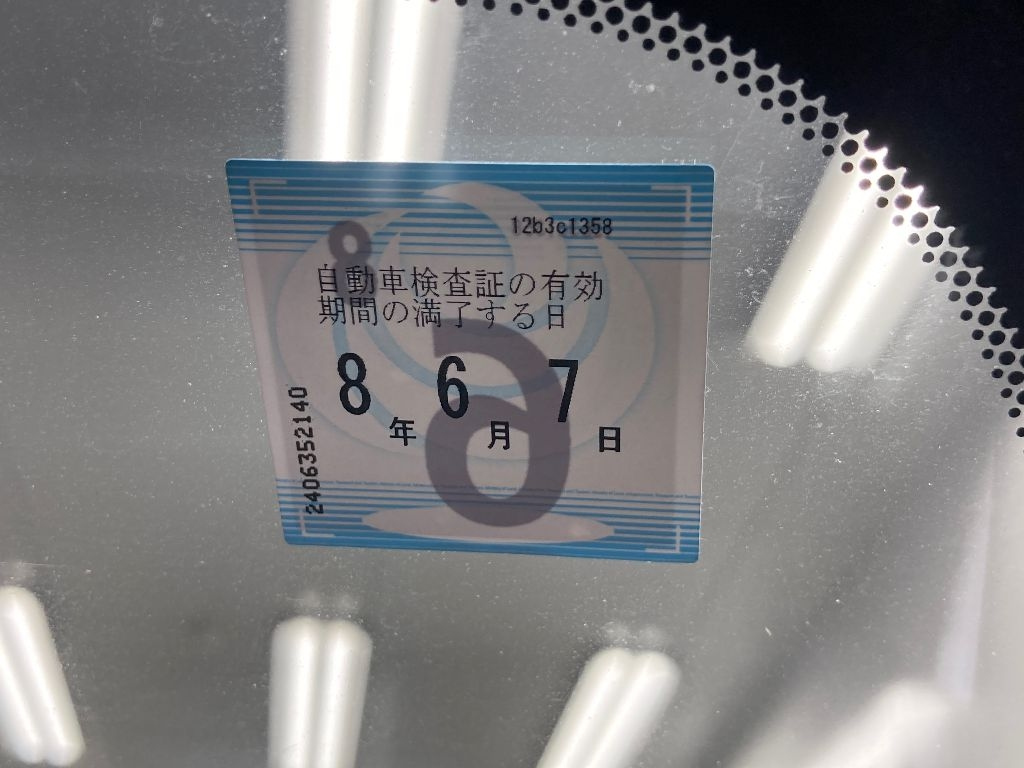 12b3c1358
自動車検査証の有効
期間の満了する日
8年 6月 7日
2406352140